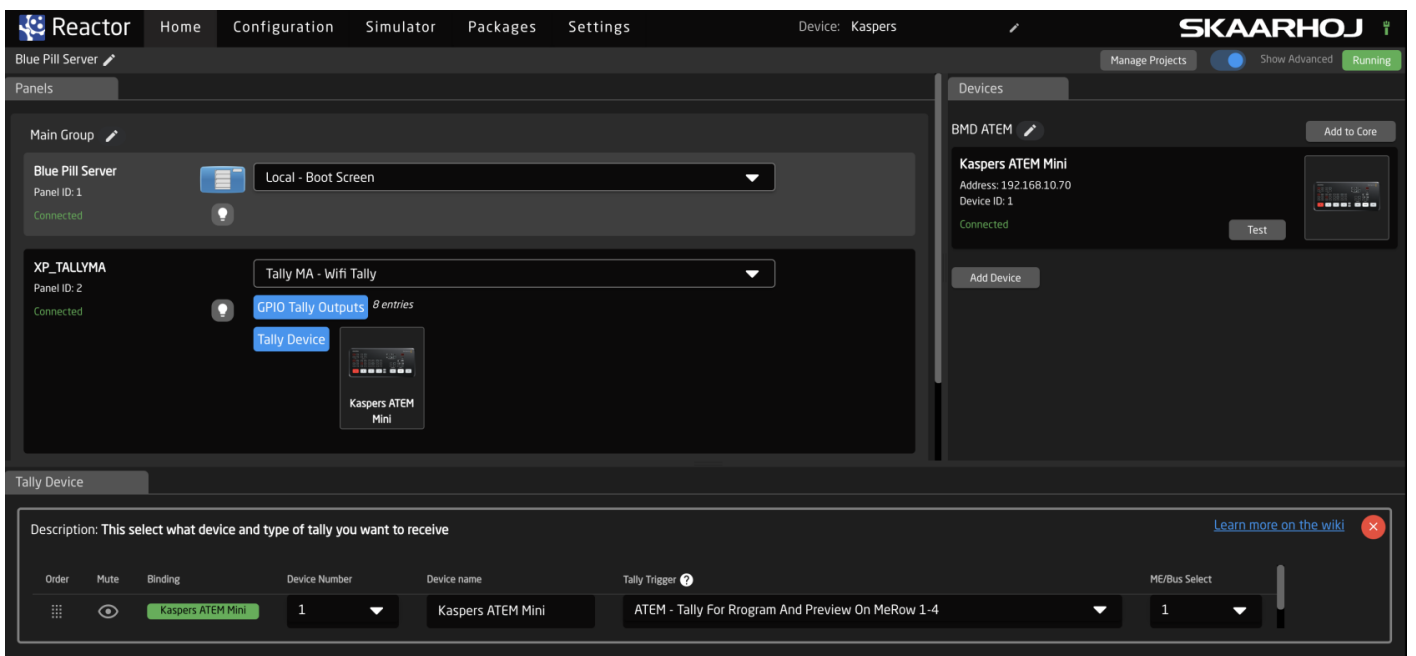 Reactor Home Configuration Simulator Packages Settings Device: Kaspers SKAARHOJ
Blue Pill Server Manage Projects Show Advanced Running
Panels
Main Group
Blue Pill Server
Panel ID: 1
Connected
Local - Boot Screen
XP_TALLYMA
Panel ID: 2
Connected
Tally MA - Wifi Tally
GPIO Tally Outputs 8 entries
Tally Device
Kaspers ATEM
Mini
Devices
BMD ATEM Add to Core
Kaspers ATEM Mini
Address: 192.168.10.70
Device ID: 1
Connected
Test
Add Device
Tally Device
Description: This select what device and type of tally you want to receive Learn more on the wiki
Order Mute Binding Device Number Device name Tally Trigger ? ME/Bus Select
Kaspers ATEM Mini 1 Kaspers ATEM Mini ATEM - Tally For Rrogram And Preview On MeRow 1-4 1